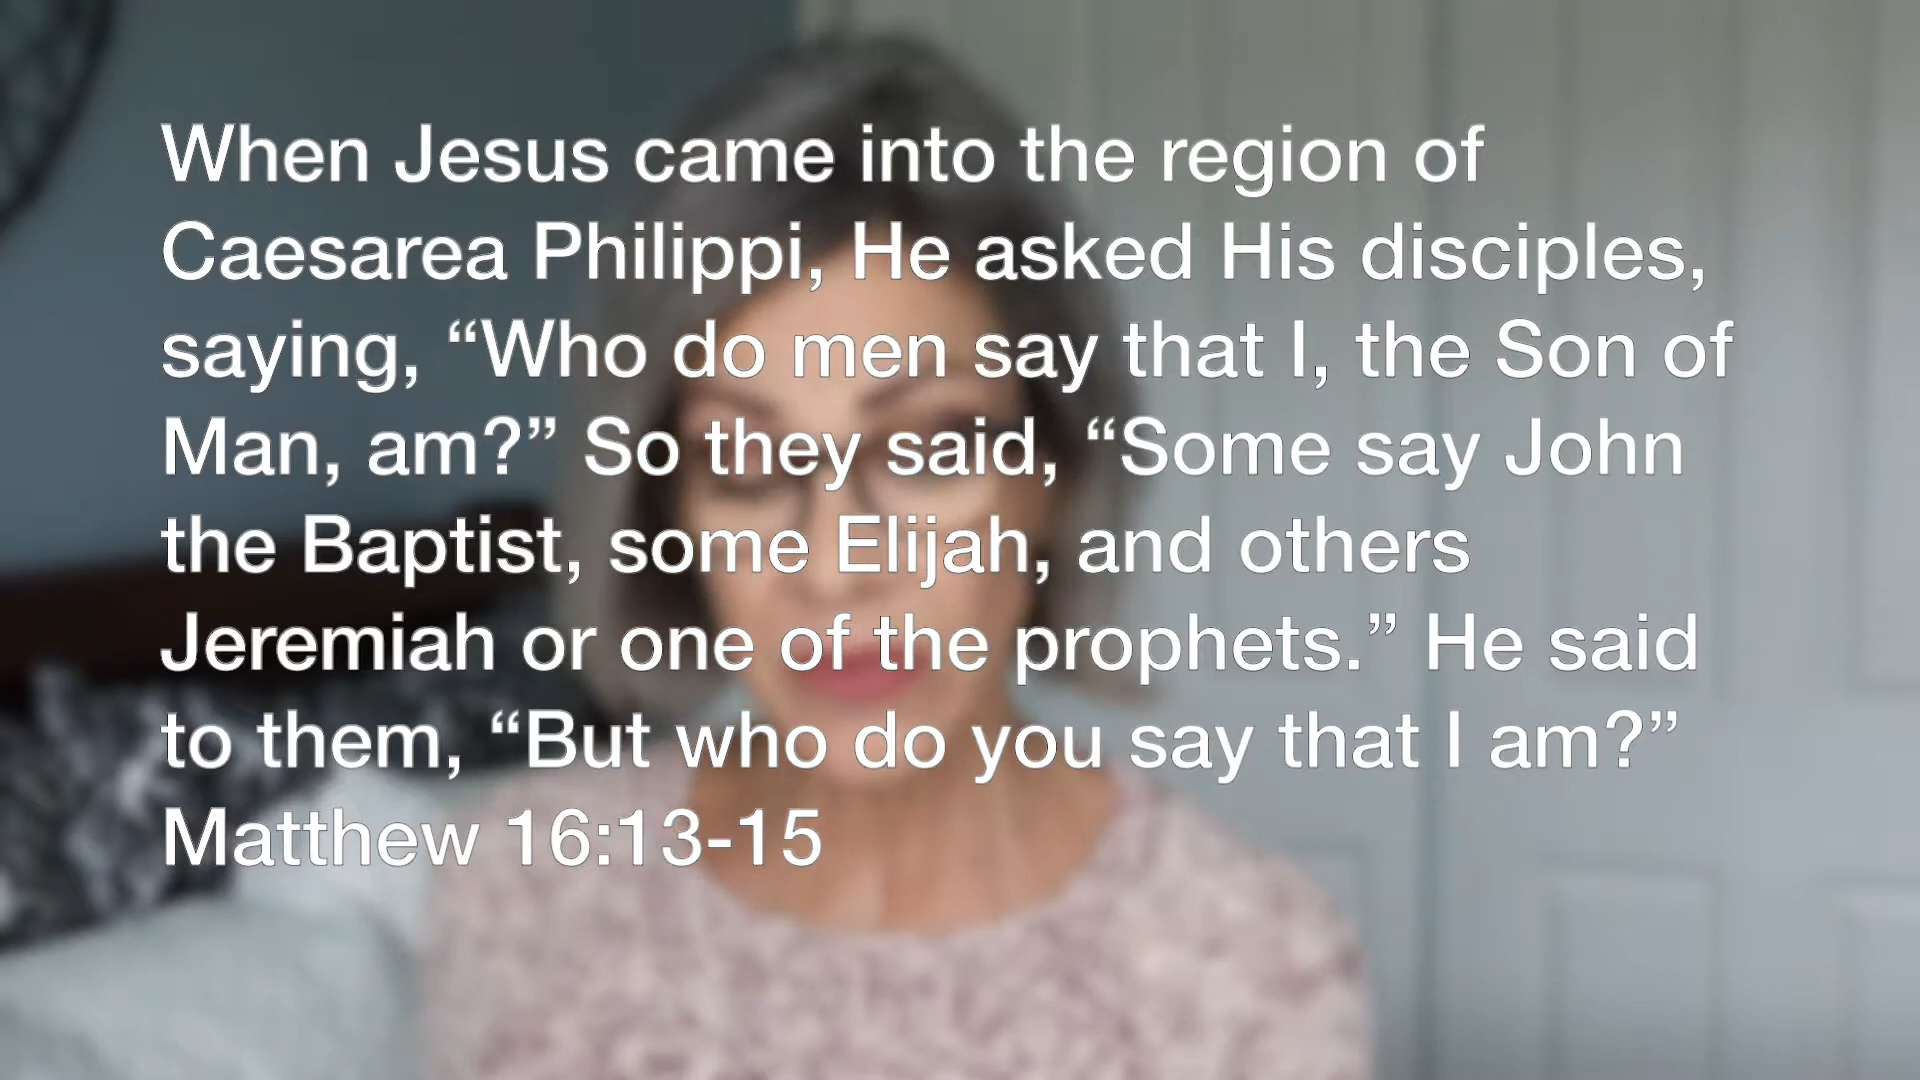 When Jesus came into the region of
Caesarea Philippi, He asked His disciples,
saying, “Who do men say that I, the Son of
Man, am?” So they said, “Some say John
the Baptist, some Elijah, and others
Jeremiah or one of the prophets.” He said
to them, “But who do you say that I am?”
Matthew 16:13-15